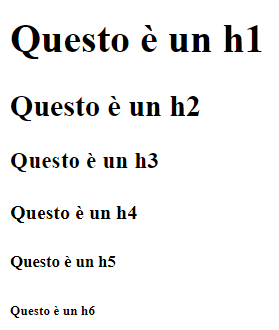 Questo è un h1
Questo è un h2
Questo è un h3
Questo è un h4
Questo è un h5
Questo è un h6